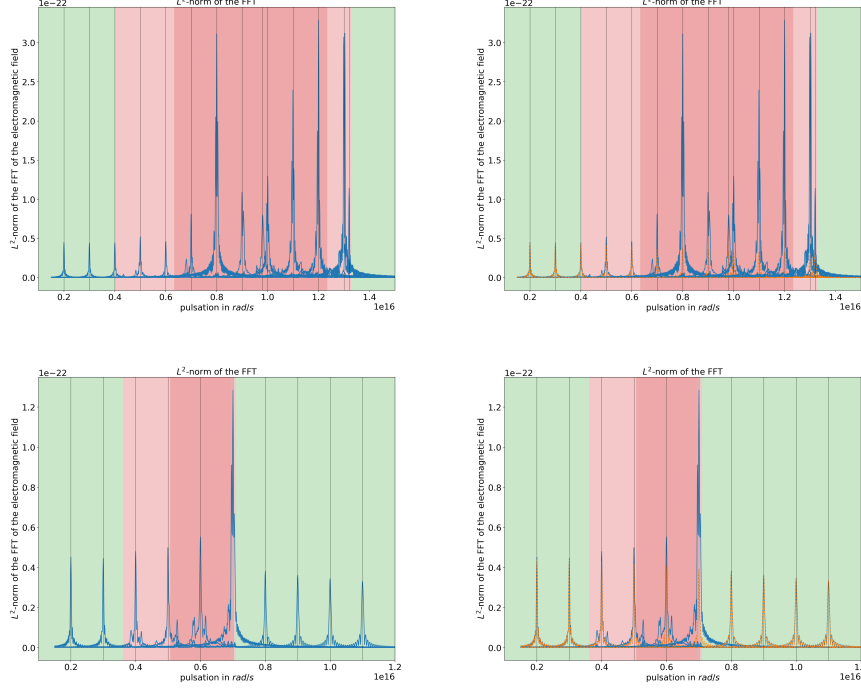 1e−22
L²-norm of the FFT
L²-norm of the FFT of the electromagnetic field
3.0
2.5
2.0
1.5
1.0
0.5
0.0
0.2 0.4 0.6 0.8 1.0 1.2 1.4
pulsation in rad/s
1e16
1e−22
L²-norm of the FFT
L²-norm of the FFT of the electromagnetic field
3.0
2.5
2.0
1.5
1.0
0.5
0.0
0.2 0.4 0.6 0.8 1.0 1.2 1.4
pulsation in rad/s
1e16
1e−22
L²-norm of the FFT
L²-norm of the FFT of the electromagnetic field
1.2
1.0
0.8
0.6
0.4
0.2
0.0
0.2 0.4 0.6 0.8 1.0 1.2
pulsation in rad/s
1e16
1e−22
L²-norm of the FFT
L²-norm of the FFT of the electromagnetic field
1.2
1.0
0.8
0.6
0.4
0.2
0.0
0.2 0.4 0.6 0.8 1.0 1.2
pulsation in rad/s
1e16